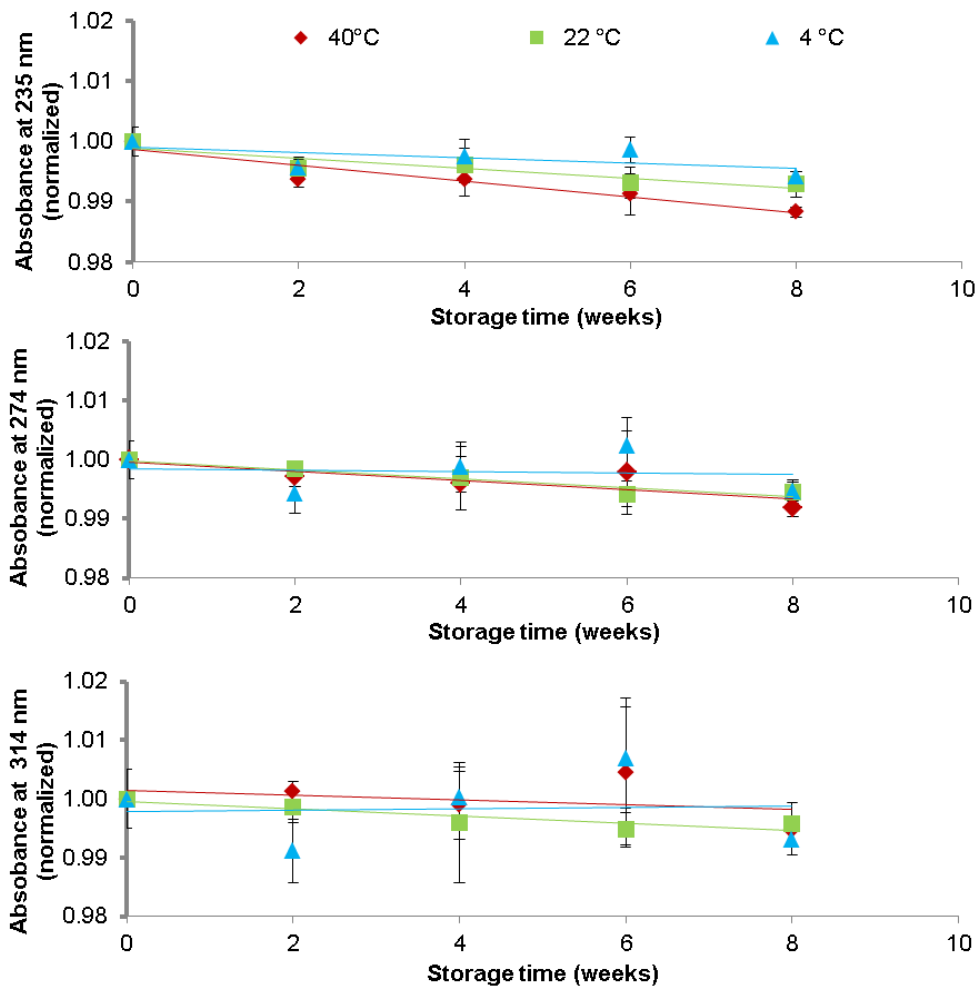 1.02
40°C 22 °C 4 °C
1.01
1.00
0.99
0.98
Absobance at 235 nm
(normalized)
0 2 4 6 8 10
Storage time (weeks)
1.02
1.01
1.00
0.99
0.98
Absobance at 274 nm
(normalized)
0 2 4 6 8 10
Storage time (weeks)
1.02
1.01
1.00
0.99
0.98
Absobance at 314 nm
(normalized)
0 2 4 6 8 10
Storage time (weeks)